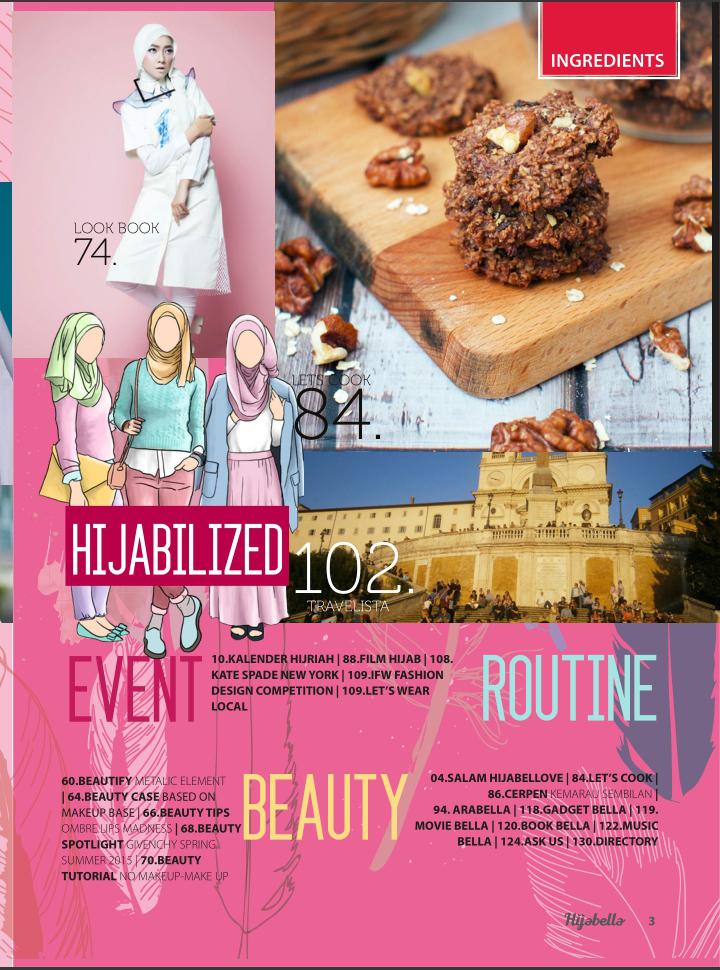 INGREDIENTS
LOOK BOOK
74.
LET'S COOK
84.
HIJABILIZED
102.
TRAVELISTA
EVENT
10.KALENDER HIJRIAH | 88.FILM HIJAB | 108.
KATE SPADE NEW YORK | 109.IFW FASHION
DESIGN COMPETITION | 109.LET'S WEAR
LOCAL
ROUTINE
60.BEAUTIFY METALIC ELEMENT
| 64.BEAUTY CASE BASED ON
MAKEUP BASE | 66.BEAUTY TIPS
OMBRE LIPS MADNESS | 68.BEAUTY
SPOTLIGHT GIVENCHY SPRING
SUMMER 2015 | 70.BEAUTY
TUTORIAL NO MAKEUP-MAKE UP
BEAUTY
04.SALAM HIJABELLOVE | 84.LET'S COOK |
86.CERPEN KEMARAU SEMBILAN |
94. ARABELLA | 118.GADGET BELLA | 119.
MOVIE BELLA | 120.BOOK BELLA | 122.MUSIC
BELLA | 124.ASK US | 130.DIRECTORY
Hijabella 3